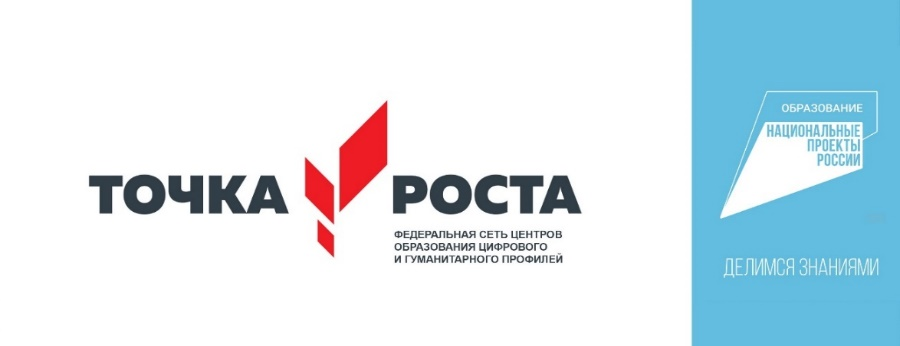 ТОЧКА РОСТА
ФЕДЕРАЛЬНАЯ СЕТЬ ЦЕНТРОВ
ОБРАЗОВАНИЯ ЦИФРОВОГО
И ГУМАНИТАРНОГО ПРОФИЛЕЙ
ОБРАЗОВАНИЕ
НАЦИОНАЛЬНЫЕ
ПРОЕКТЫ
РОССИИ
ДЕЛИМСЯ ЗНАНИЯМИ